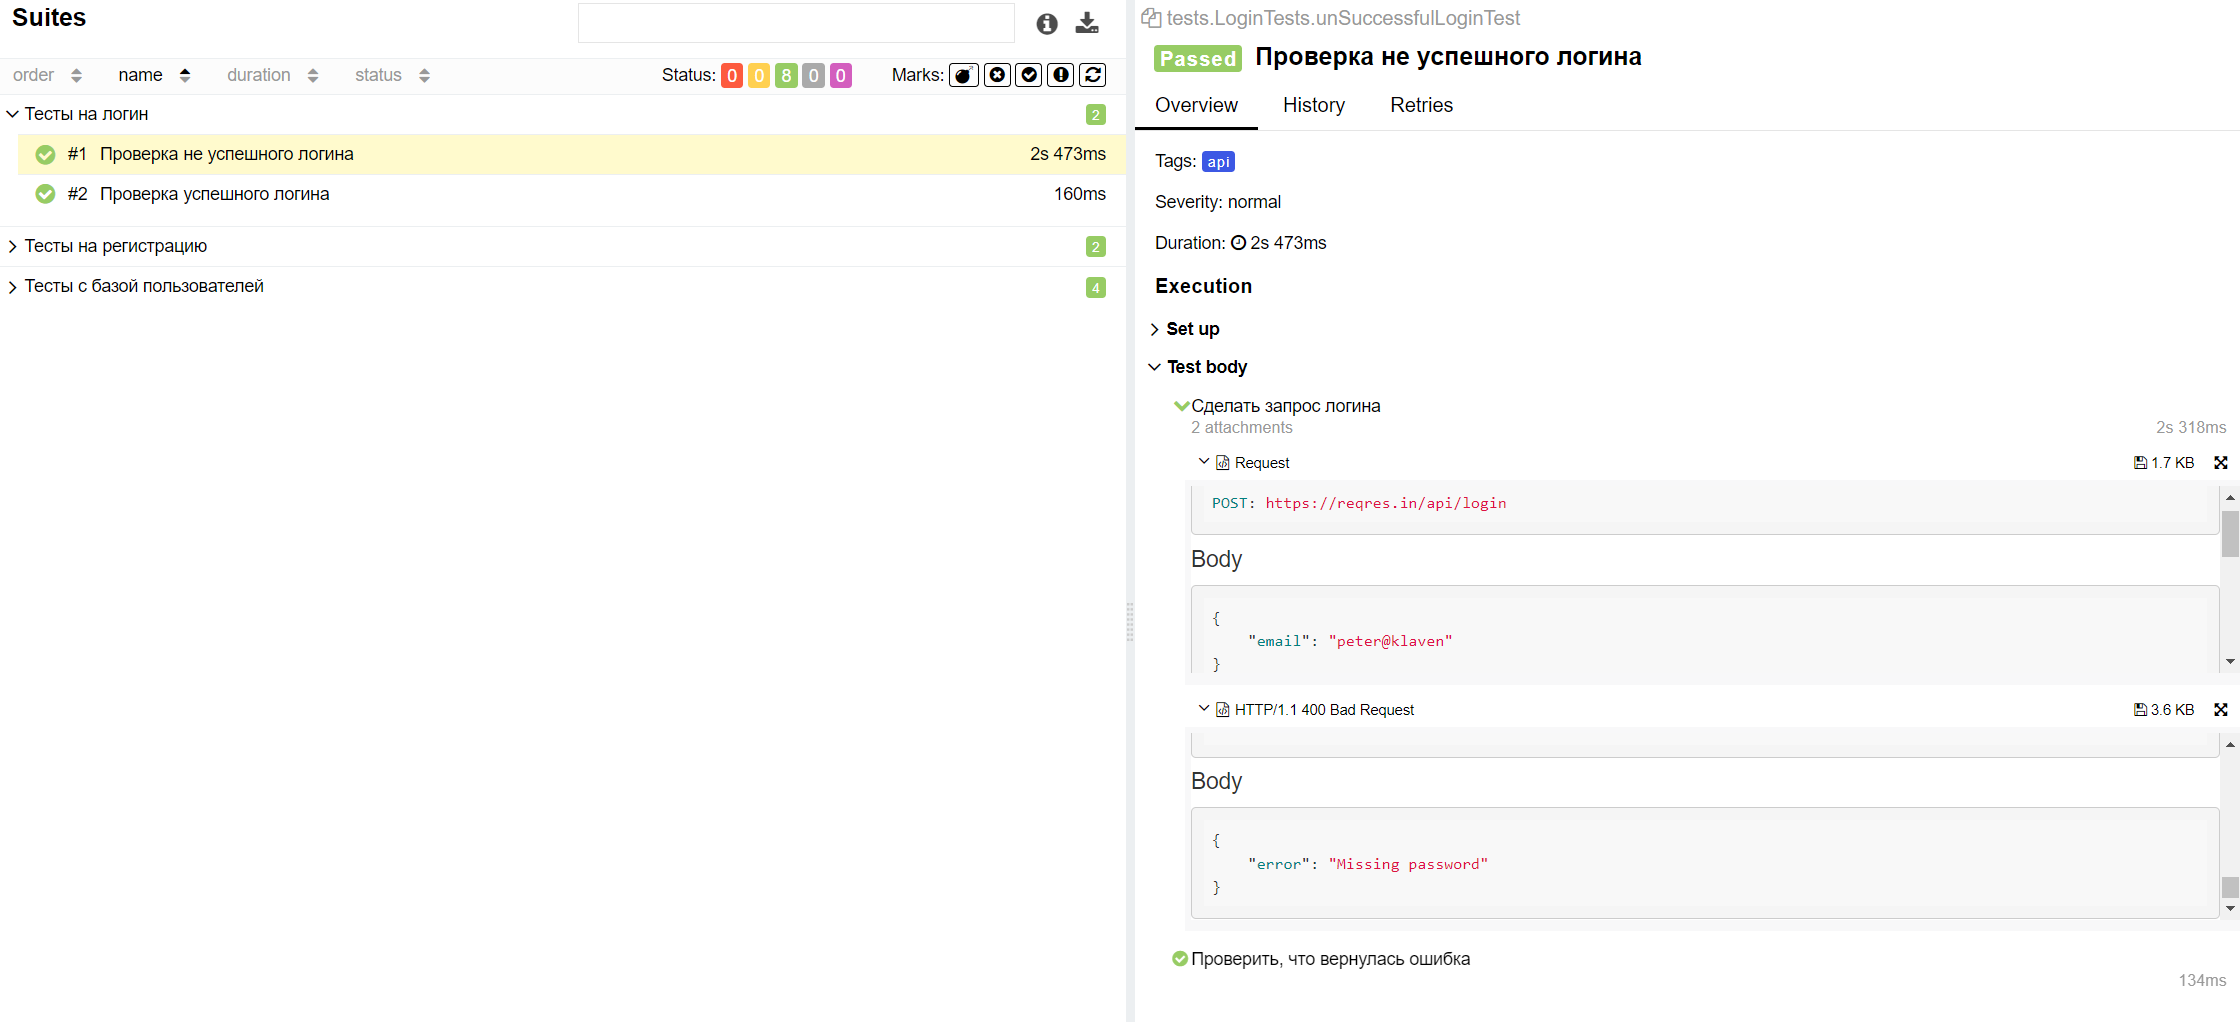 Suites
order name duration status Status: 0 0 8 0 0 Marks:
Тесты на логин 2
#1 Проверка не успешного логина 2s 473ms
#2 Проверка успешного логина 160ms
Тесты на регистрацию 2
Тесты с базой пользователей 4
tests.LoginTests.unSuccessfulLoginTest
Passed Проверка не успешного логина
Overview History Retries
Tags: api
Severity: normal
Duration: 2s 473ms
Execution
Set up
Test body
Сделать запрос логина
2 attachments 2s 318ms
Request 1.7 KB
POST: https://reqres.in/api/login
Body
{
"email": "peter@klaven"
}
HTTP/1.1 400 Bad Request 3.6 KB
Body
{
"error": "Missing password"
}
Проверить, что вернулась ошибка
134ms